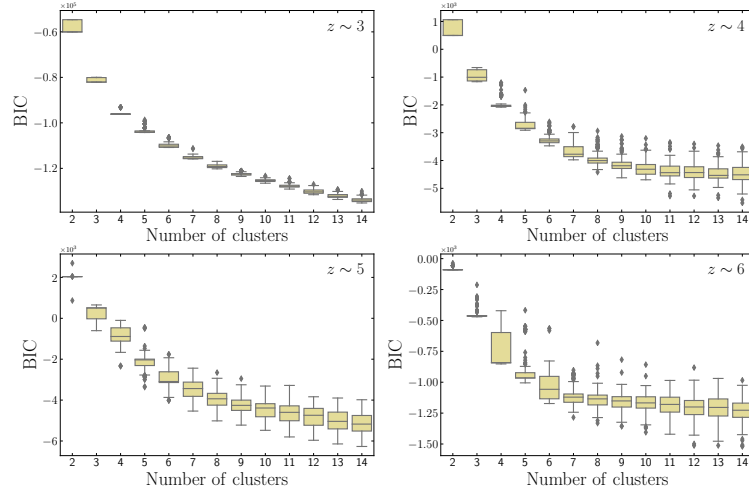 ×10⁵
z ~ 3
BIC
−0.6
−0.8
−1.0
−1.2
2 3 4 5 6 7 8 9 10 11 12 13 14
Number of clusters
×10³
z ~ 4
BIC
1
0
−1
−2
−3
−4
−5
2 3 4 5 6 7 8 9 10 11 12 13 14
Number of clusters
×10³
z ~ 5
BIC
2
0
−2
−4
−6
2 3 4 5 6 7 8 9 10 11 12 13 14
Number of clusters
z ~ 6
BIC
0.00
−0.25
−0.50
−0.75
−1.00
−1.25
−1.50
2 3 4 5 6 7 8 9 10 11 12 13 14
Number of clusters